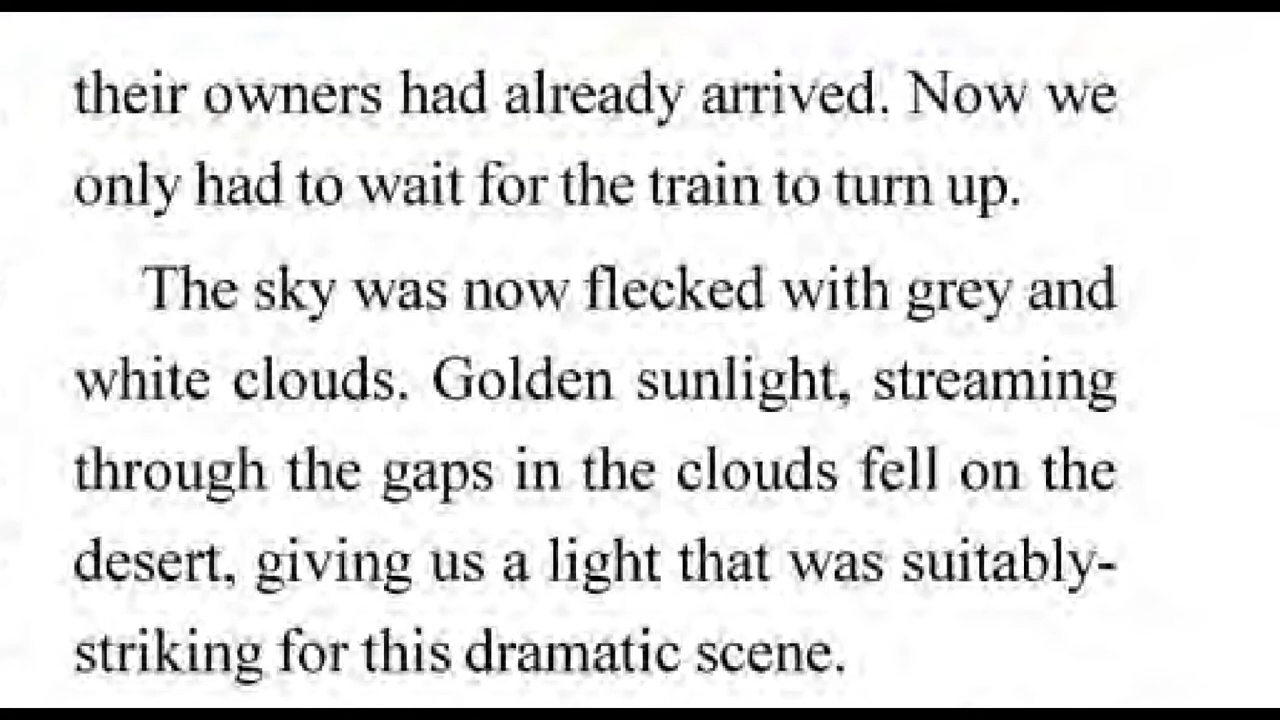 their owners had already arrived. Now we
only had to wait for the train to turn up.
The sky was now flecked with grey and
white clouds. Golden sunlight, streaming
through the gaps in the clouds fell on the
desert, giving us a light that was suitably-
striking for this dramatic scene.